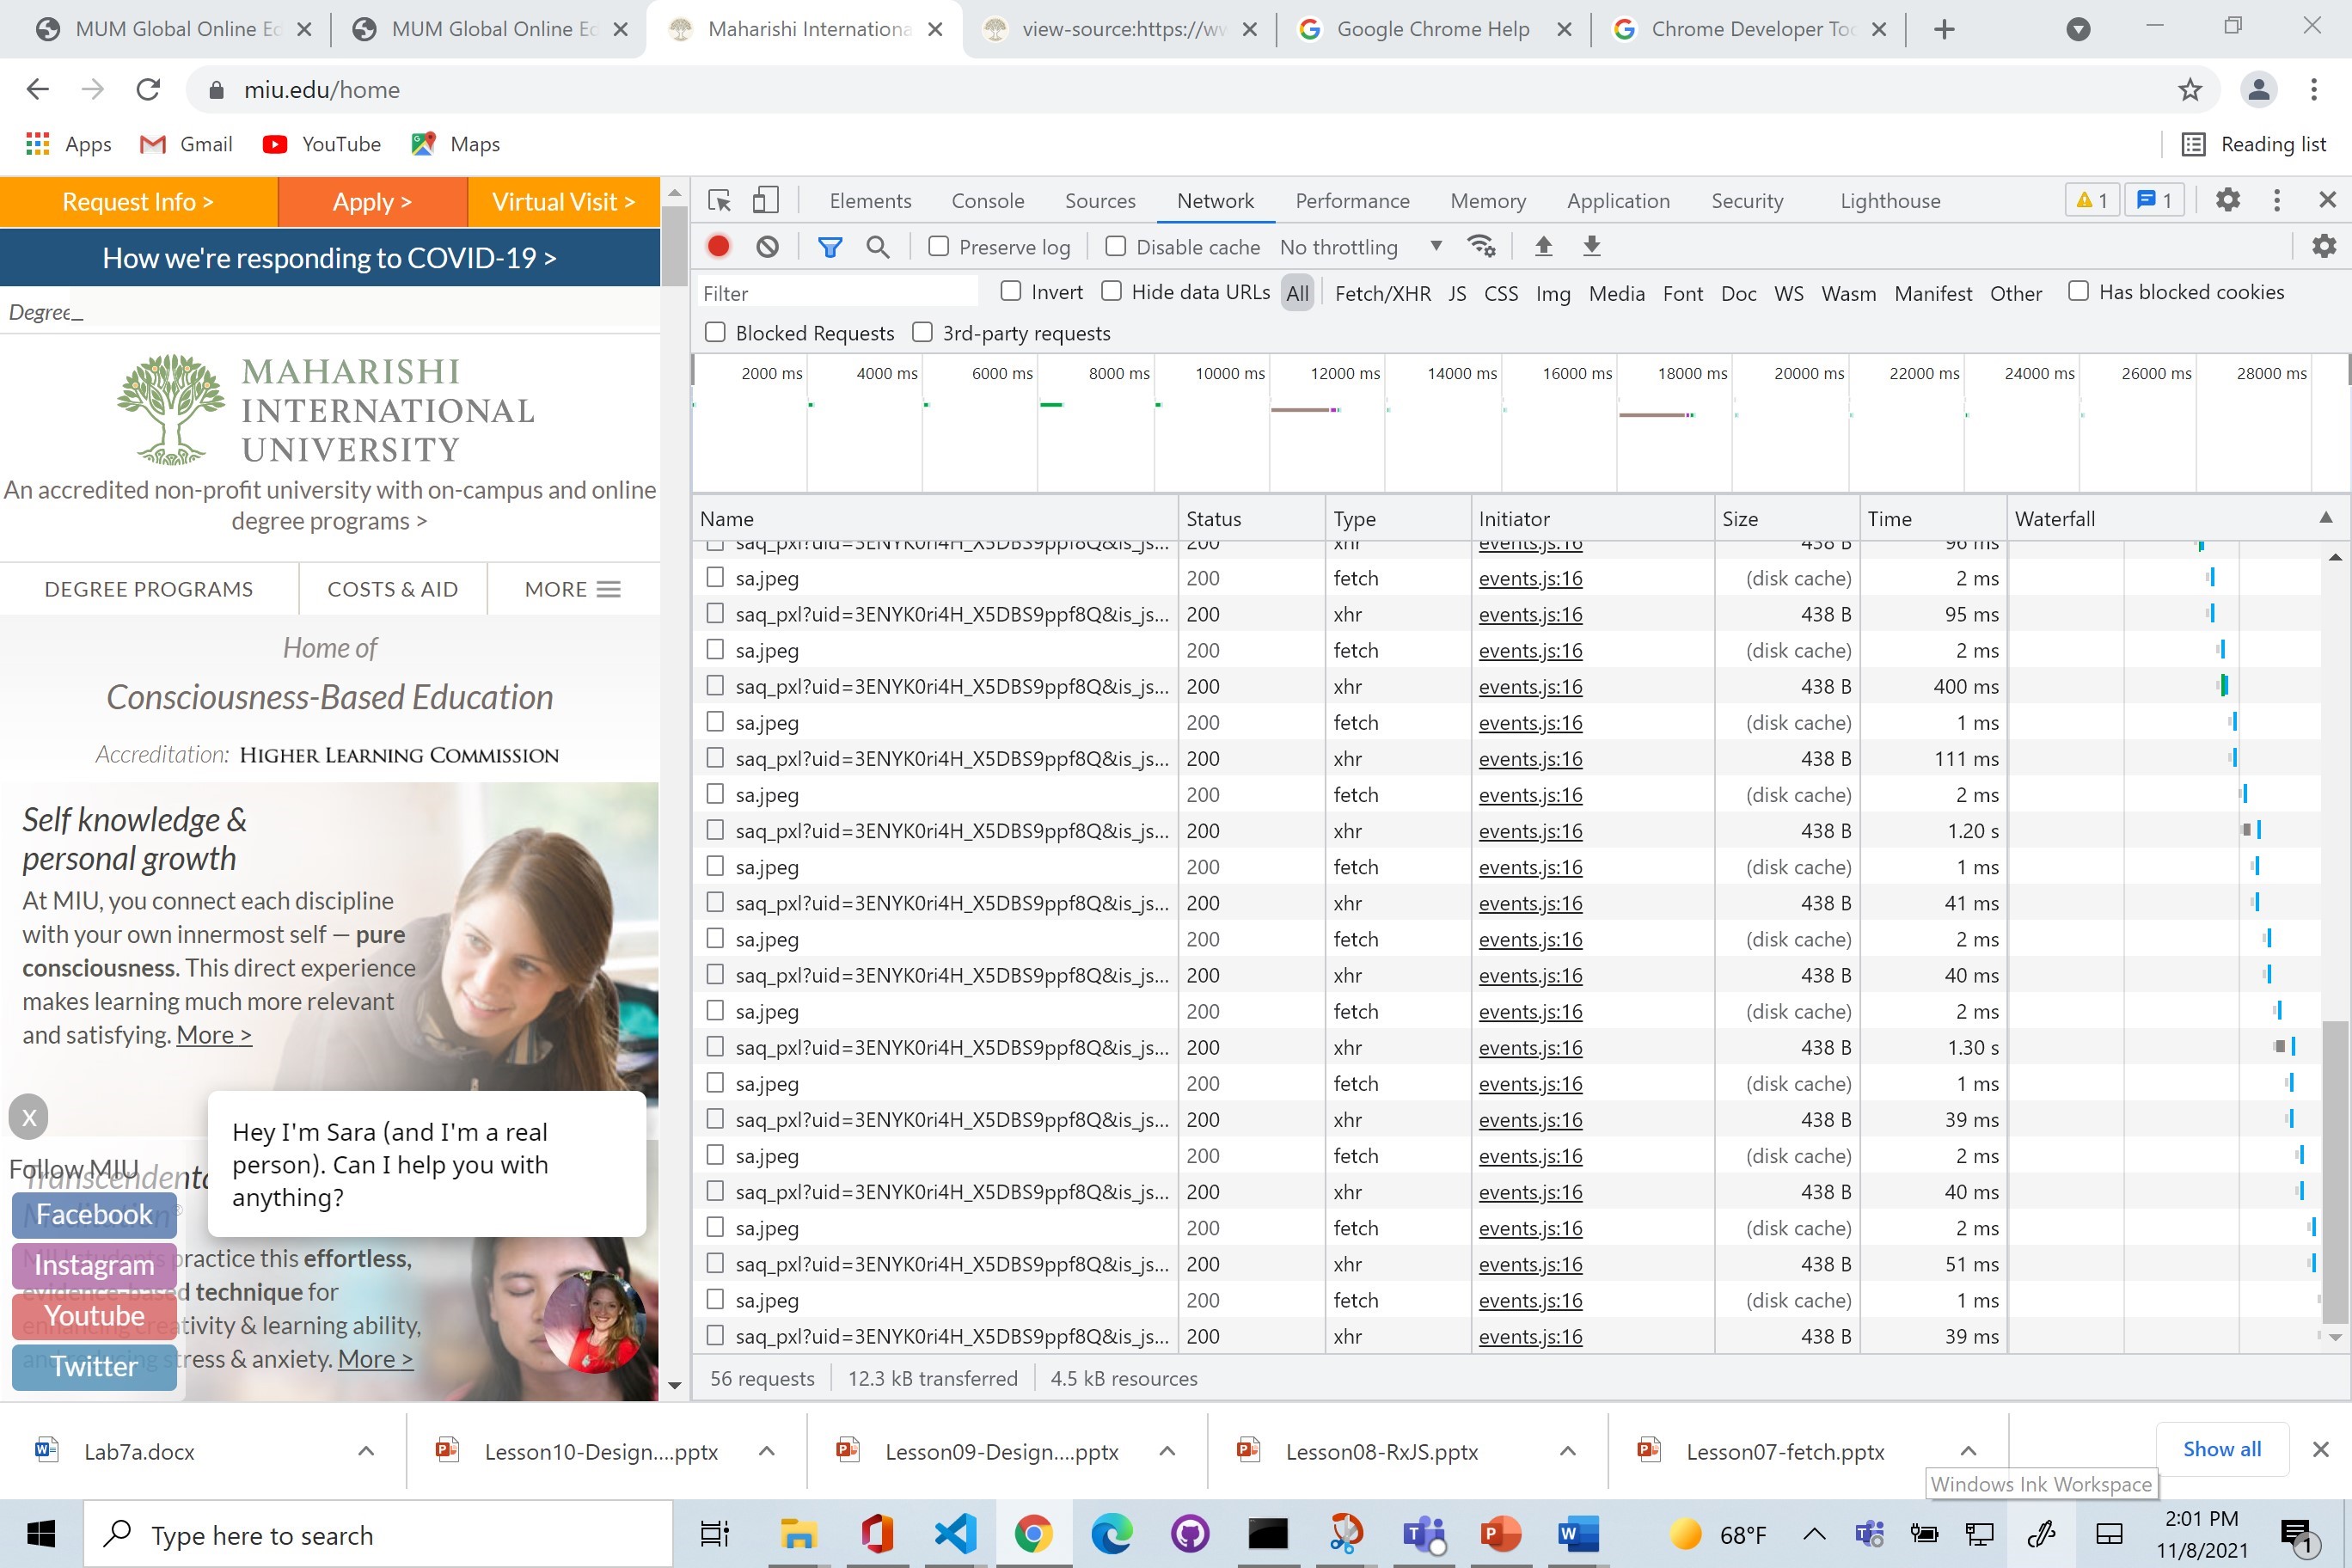 MUM Global Online Ed
MUM Global Online Ed
Maharishi Internationa
view-source:https://ww
Google Chrome Help
Chrome Developer Too
miu.edu/home
Apps Gmail YouTube Maps Reading list
Request Info > Apply > Virtual Visit >
How we're responding to COVID-19 >
Degree_
MAHARISHI
INTERNATIONAL
UNIVERSITY
An accredited non-profit university with on-campus and online
degree programs >
DEGREE PROGRAMS COSTS & AID MORE
Home of
Consciousness-Based Education
Accreditation: HIGHER LEARNING COMMISSION
Self knowledge &
personal growth
At MIU, you connect each discipline
with your own innermost self — pure
consciousness. This direct experience
makes learning much more relevant
and satisfying. More >
X
Hey I'm Sara (and I'm a real
person). Can I help you with
anything?
Follow MIU
Facebook
Instagram
Youtube
Twitter
practice this effortless,
technique for
& learning ability,
stress & anxiety. More >
Elements Console Sources Network Performance Memory Application Security Lighthouse 1 1
Preserve log Disable cache No throttling
Filter Invert Hide data URLs All Fetch/XHR JS CSS Img Media Font Doc WS Wasm Manifest Other Has blocked cookies
Blocked Requests 3rd-party requests
2000 ms 4000 ms 6000 ms 8000 ms 10000 ms 12000 ms 14000 ms 16000 ms 18000 ms 20000 ms 22000 ms 24000 ms 26000 ms 28000 ms
Name Status Type Initiator Size Time Waterfall
saq_pxl?uid=3ENYK0ri4H_X5DBS9ppf8Q&is_js... 200 xhr events.js:16 438 B 96 ms
sa.jpeg 200 fetch events.js:16 (disk cache) 2 ms
saq_pxl?uid=3ENYK0ri4H_X5DBS9ppf8Q&is_js... 200 xhr events.js:16 438 B 95 ms
sa.jpeg 200 fetch events.js:16 (disk cache) 2 ms
saq_pxl?uid=3ENYK0ri4H_X5DBS9ppf8Q&is_js... 200 xhr events.js:16 438 B 400 ms
sa.jpeg 200 fetch events.js:16 (disk cache) 1 ms
saq_pxl?uid=3ENYK0ri4H_X5DBS9ppf8Q&is_js... 200 xhr events.js:16 438 B 111 ms
sa.jpeg 200 fetch events.js:16 (disk cache) 2 ms
saq_pxl?uid=3ENYK0ri4H_X5DBS9ppf8Q&is_js... 200 xhr events.js:16 438 B 1.20 s
sa.jpeg 200 fetch events.js:16 (disk cache) 1 ms
saq_pxl?uid=3ENYK0ri4H_X5DBS9ppf8Q&is_js... 200 xhr events.js:16 438 B 41 ms
sa.jpeg 200 fetch events.js:16 (disk cache) 2 ms
saq_pxl?uid=3ENYK0ri4H_X5DBS9ppf8Q&is_js... 200 xhr events.js:16 438 B 40 ms
sa.jpeg 200 fetch events.js:16 (disk cache) 2 ms
saq_pxl?uid=3ENYK0ri4H_X5DBS9ppf8Q&is_js... 200 xhr events.js:16 438 B 1.30 s
sa.jpeg 200 fetch events.js:16 (disk cache) 1 ms
saq_pxl?uid=3ENYK0ri4H_X5DBS9ppf8Q&is_js... 200 xhr events.js:16 438 B 39 ms
sa.jpeg 200 fetch events.js:16 (disk cache) 2 ms
saq_pxl?uid=3ENYK0ri4H_X5DBS9ppf8Q&is_js... 200 xhr events.js:16 438 B 40 ms
sa.jpeg 200 fetch events.js:16 (disk cache) 2 ms
saq_pxl?uid=3ENYK0ri4H_X5DBS9ppf8Q&is_js... 200 xhr events.js:16 438 B 51 ms
sa.jpeg 200 fetch events.js:16 (disk cache) 1 ms
saq_pxl?uid=3ENYK0ri4H_X5DBS9ppf8Q&is_js... 200 xhr events.js:16 438 B 39 ms
56 requests 12.3 kB transferred 4.5 kB resources
Lab7a.docx Lesson10-Design....pptx Lesson09-Design....pptx Lesson08-RxJS.pptx Lesson07-fetch.pptx Show all
Windows Ink Workspace
Type here to search
68°F
2:01 PM
11/8/2021
1